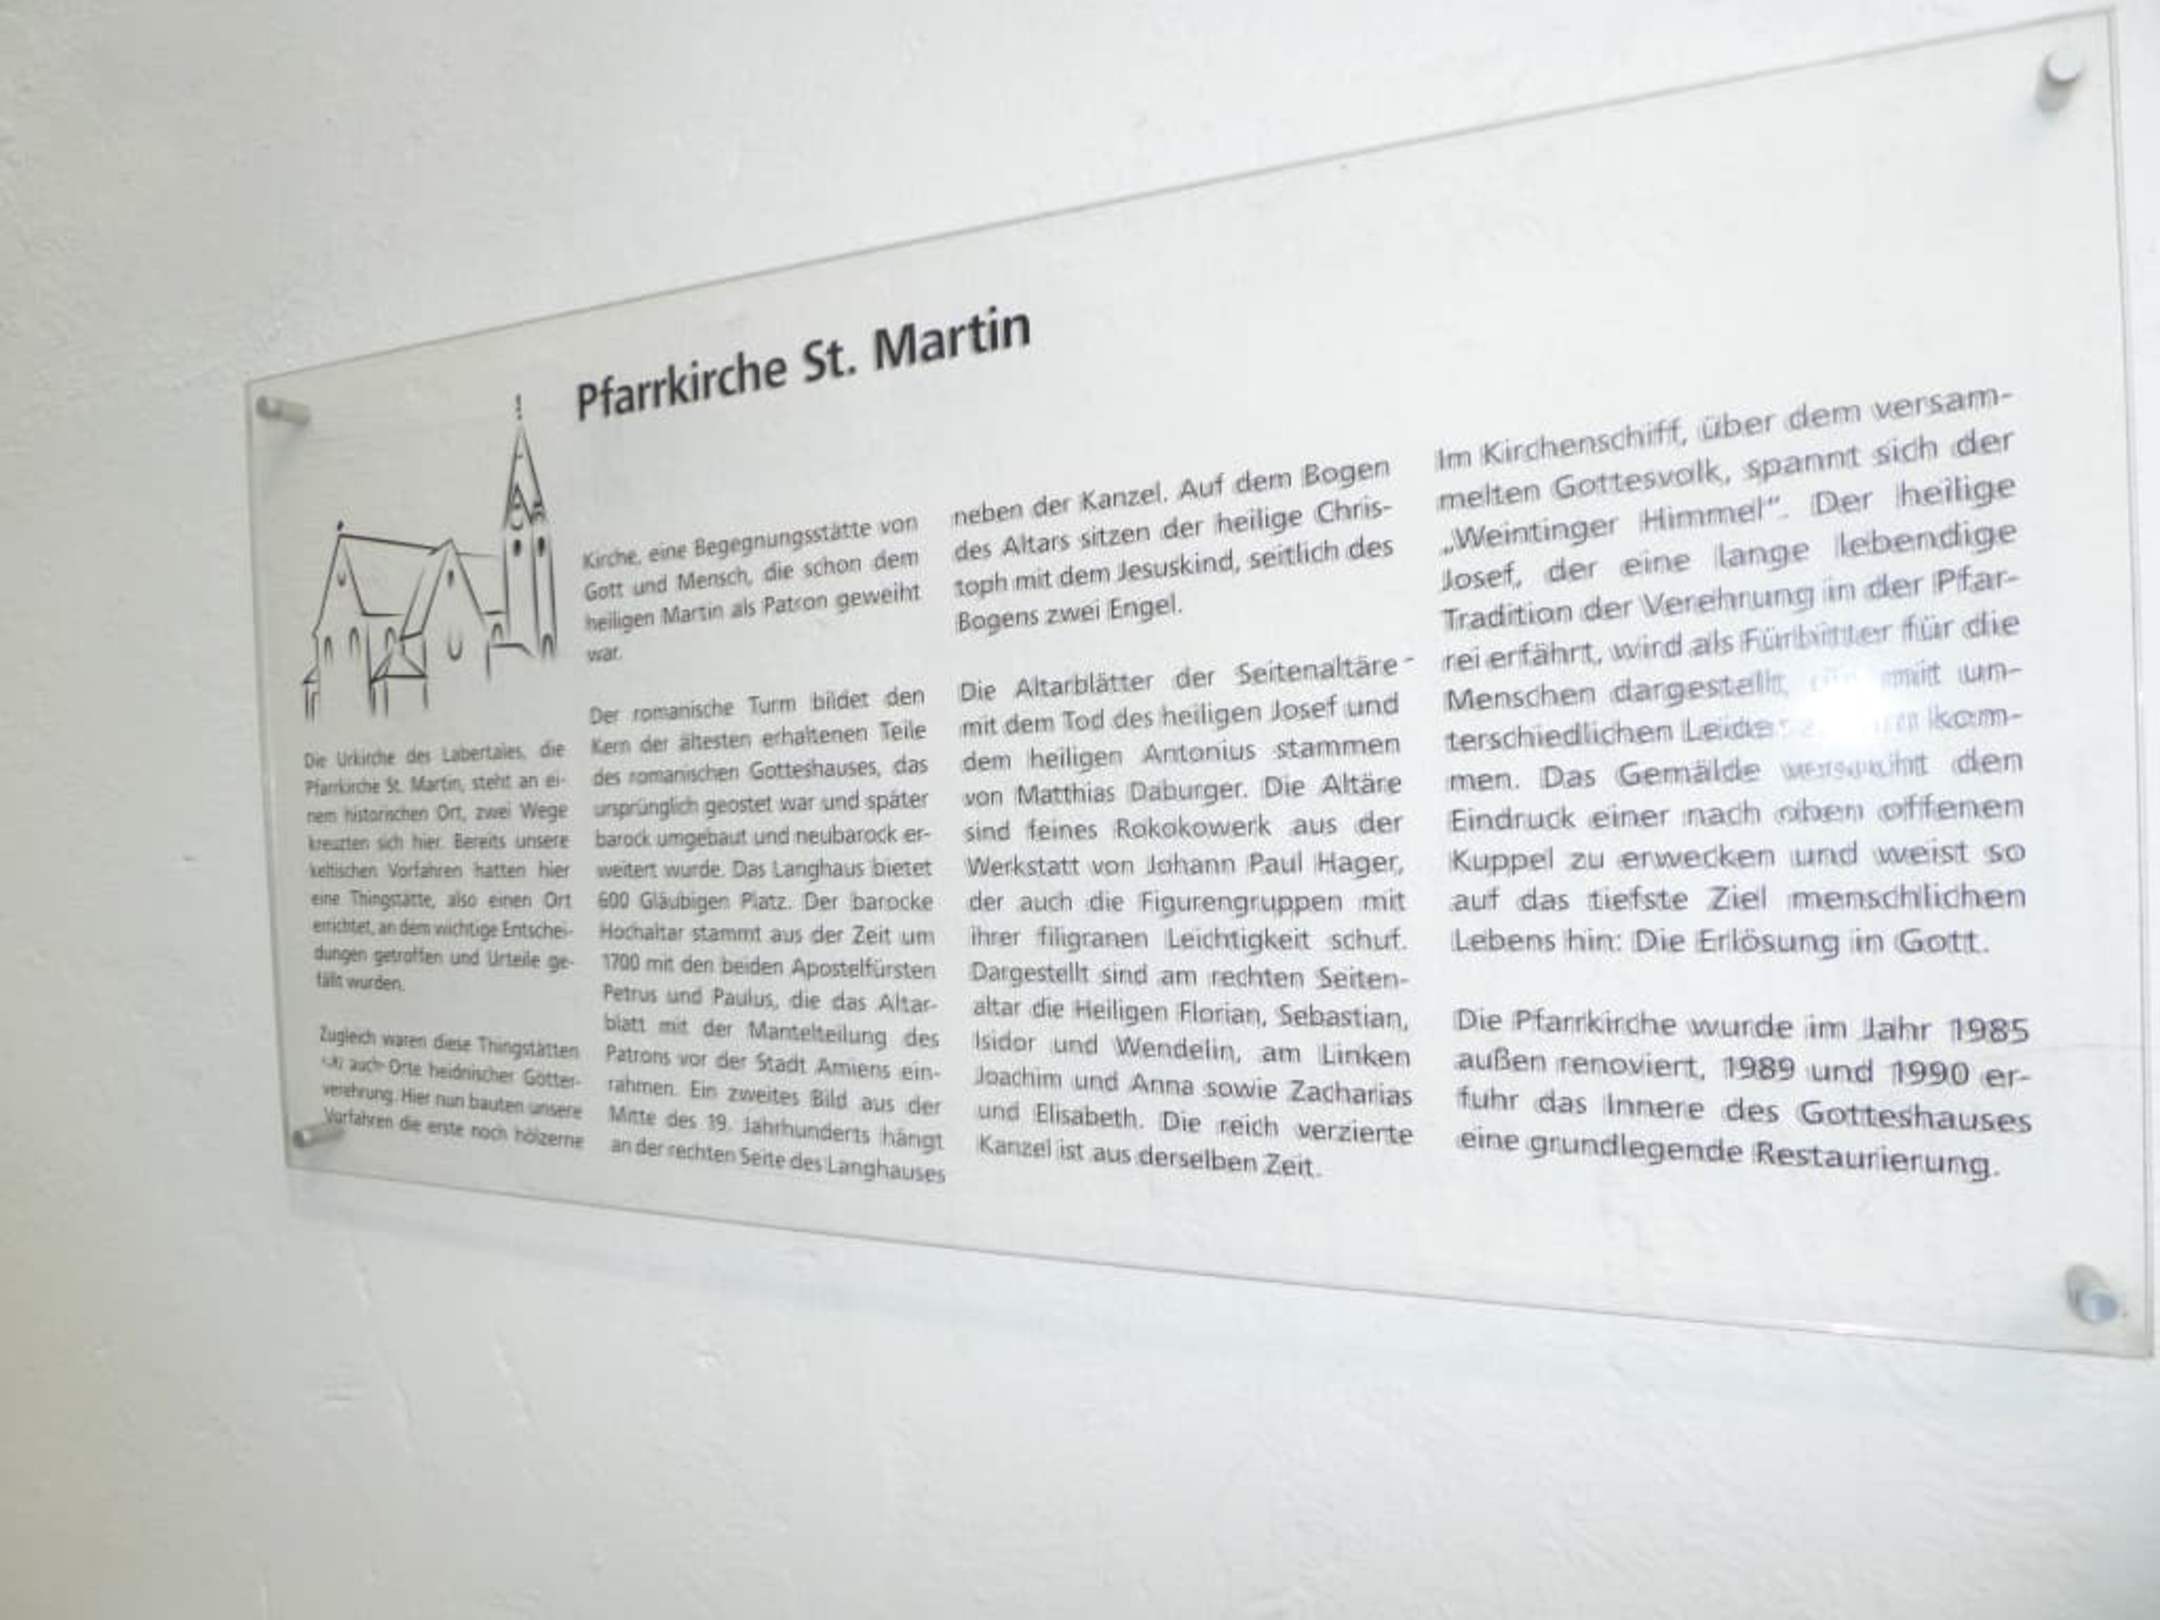 Pfarrkirche St. Martin
Die Urkirche des Labertales, die
Pfarrkirche St. Martin, steht an ei-
nem historischen Ort, zwei Wege
kreuzten sich hier. Bereits unsere
keltischen Vorfahren hatten hier
eine Thingstätte, also einen Ort
errichtet, an dem wichtige Entschei-
dungen getroffen und Urteile ge-
fällt wurden.
Zugleich waren diese Thingstätten
auch Orte heidnischer Götter-
verehrung. Hier nun bauten unsere
Vorfahren die erste noch hölzerne
Kirche, eine Begegnungsstätte von
Gott und Mensch, die schon dem
heiligen Martin als Patron geweiht
war.
Der romanische Turm bildet den
Kern der ältesten erhaltenen Teile
des romanischen Gotteshauses, das
ursprünglich geostet war und später
barock umgebaut und neubarock er-
weitert wurde. Das Langhaus bietet
600 Gläubigen Platz. Der barocke
Hochaltar stammt aus der Zeit um
1700 mit den beiden Apostelfürsten
Petrus und Paulus, die das Altar-
blatt mit der Mantelteilung des
Patrons vor der Stadt Amiens ein-
rahmen. Ein zweites Bild aus der
Mitte des 19. Jahrhunderts hängt
an der rechten Seite des Langhauses
neben der Kanzel. Auf dem Bogen
des Altars sitzen der heilige Chris-
toph mit dem Jesuskind, seitlich des
Bogens zwei Engel.
Die Altarblätter der Seitenaltäre -
mit dem Tod des heiligen Josef und
dem heiligen Antonius stammen
von Matthias Daburger. Die Altäre
sind feines Rokokowerk aus der
Werkstatt von Johann Paul Hager,
der auch die Figurengruppen mit
ihrer filigranen Leichtigkeit schuf.
Dargestellt sind am rechten Seiten-
altar die Heiligen Florian, Sebastian,
Isidor und Wendelin, am Linken
Joachim und Anna sowie Zacharias
und Elisabeth. Die reich verzierte
Kanzel ist aus derselben Zeit.
Im Kirchenschiff, über dem versam-
melten Gottesvolk, spannt sich der
„Weintinger Himmel“. Der heilige
Josef, der eine lange lebendige
Tradition der Verehrung in der Pfar-
rei erfährt, wird als Fürbitter für die
Menschen dargestellt, mit un-
terschiedlichen kom-
men. Das Gemälde versucht den
Eindruck einer nach oben offenen
Kuppel zu erwecken und weist so
auf das tiefste Ziel menschlichen
Lebens hin: Die Erlösung in Gott.
Die Pfarrkirche wurde im Jahr 1985
außen renoviert, 1989 und 1990 er-
fuhr das Innere des Gotteshauses
eine grundlegende Restaurierung.